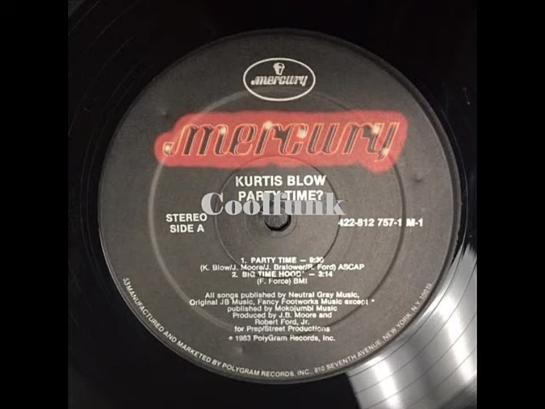 mercury
mercury
KURTIS BLOW
PARTY TIME?
Coolfunk
STEREO
SIDE A
422-812 757-1 M-1
1. PARTY TIME —
(K. Blow/J. Moore/J. Bralower/R. Ford) ASCAP
2. BIG TIME HOOD* — 3:14
(F. Force) BMI
All songs published by Neutral Gray Music,
Original JB Music, Fancy Footworks Music except *
published by Mokojumbi Music
Produced by J.B. Moore and
Robert Ford, Jr.
for Prep/Street Productions
℗ 1983 PolyGram Records, Inc.
MANUFACTURED AND MARKETED BY POLYGRAM RECORDS, INC., 810 SEVENTH AVENUE, NEW YORK, N.Y. 10019